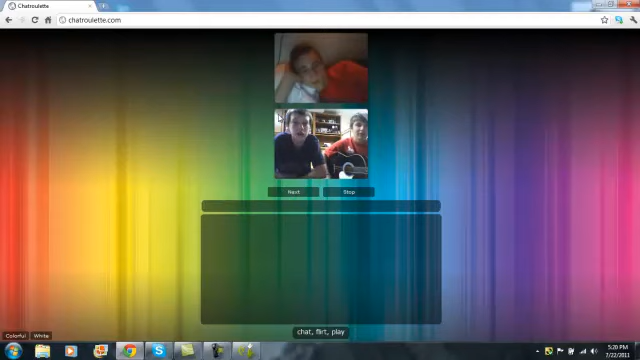 Chatroulette
chatroulette.com
Next
Stop
chat, flirt, play
Colorful
White
5:20 PM
7/22/2011